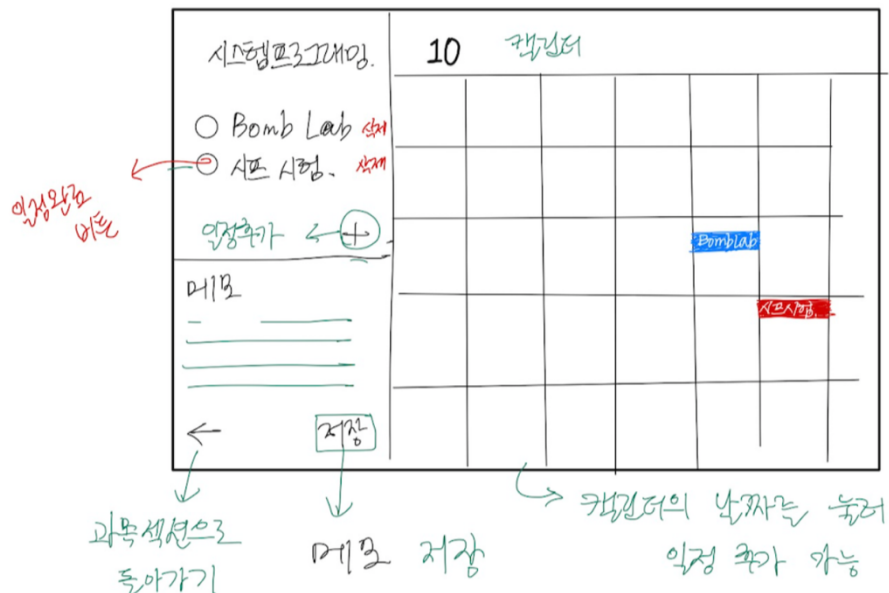 시스템프로그래밍.
10 캘린더
Bomb Lab 삭제
시프 시험. 삭제
일정완료
버튼
일정추가
+
메모
Bomblab
시프시험.
저장
과목섹션으로
돌아가기
메모 저장
캘린더의 날짜를 눌러
일정 추가 가능